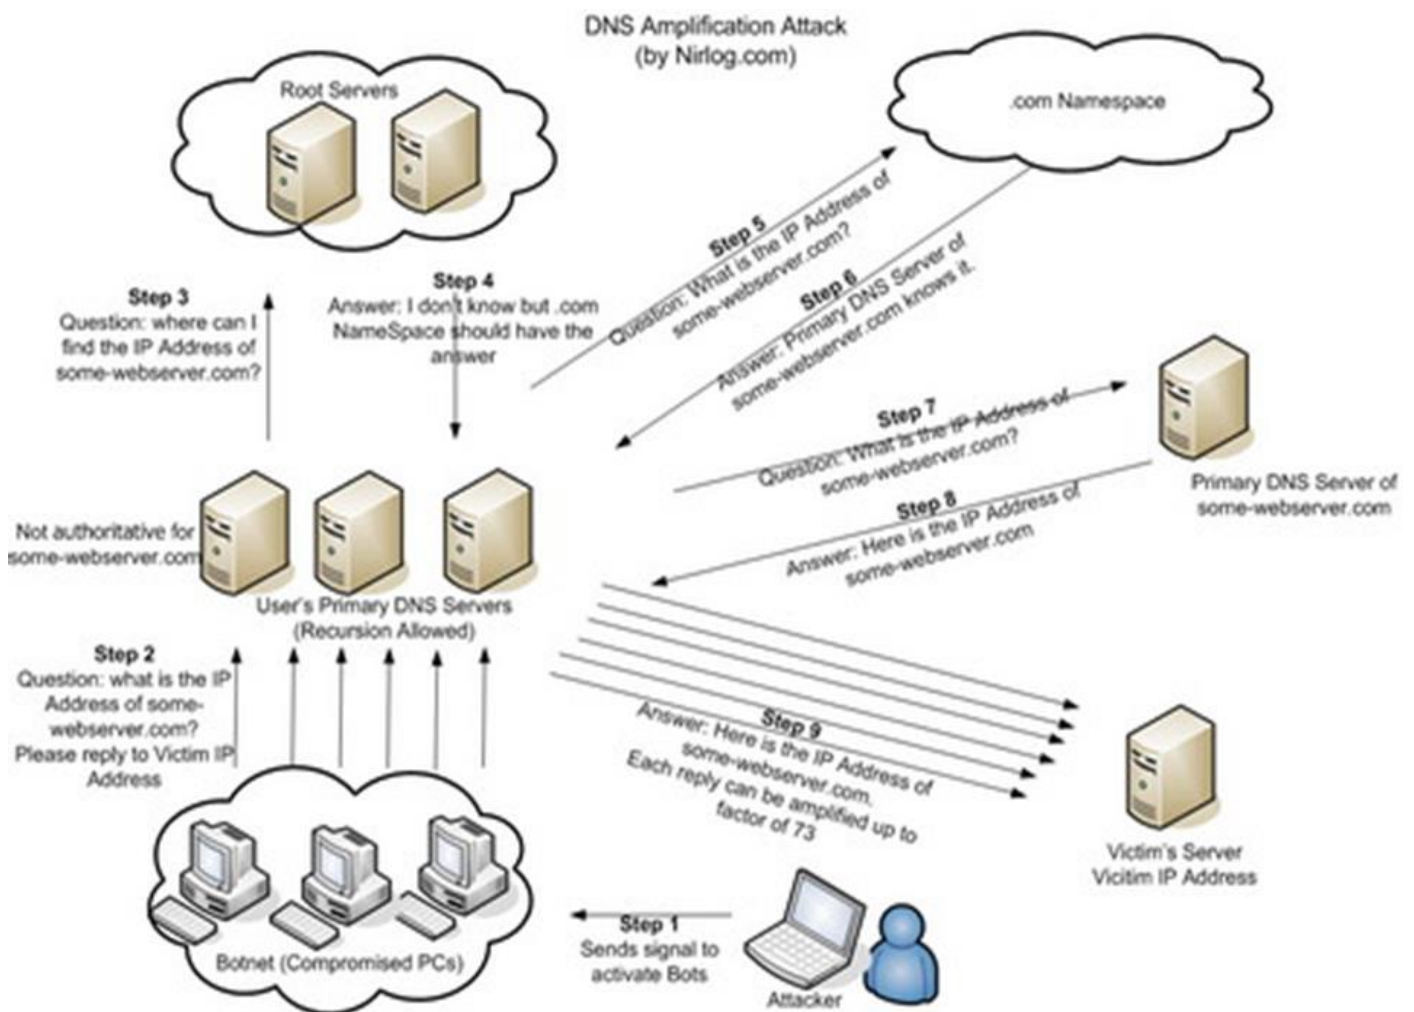 DNS Amplification Attack
(by Nirlog.com)
Root Servers
.com Namespace
Step 3
Question: where can I
find the IP Address of
some-webserver.com?
Step 4
Answer: I don't know but .com
NameSpace should have the
answer
Step 5
Question: What is the IP Address of
some-webserver.com?
Step 6
Answer: Primary DNS Server of
some-webserver.com knows it.
Step 7
Question: What is the IP Address of
some-webserver.com?
Step 8
Answer: Here is the IP Address of
some-webserver.com
Primary DNS Server of
some-webserver.com
Not authoritative for
some-webserver.com
User's Primary DNS Servers
(Recursion Allowed)
Step 2
Question: what is the IP
Address of some-
webserver.com?
Please reply to Victim IP
Address
Step 9
Answer: Here is the IP Address of
some-webserver.com.
Each reply can be amplified up to
factor of 73
Victim's Server
Vicitim IP Address
Step 1
Sends signal to
activate Bots
Botnet (Compromised PCs)
Attacker